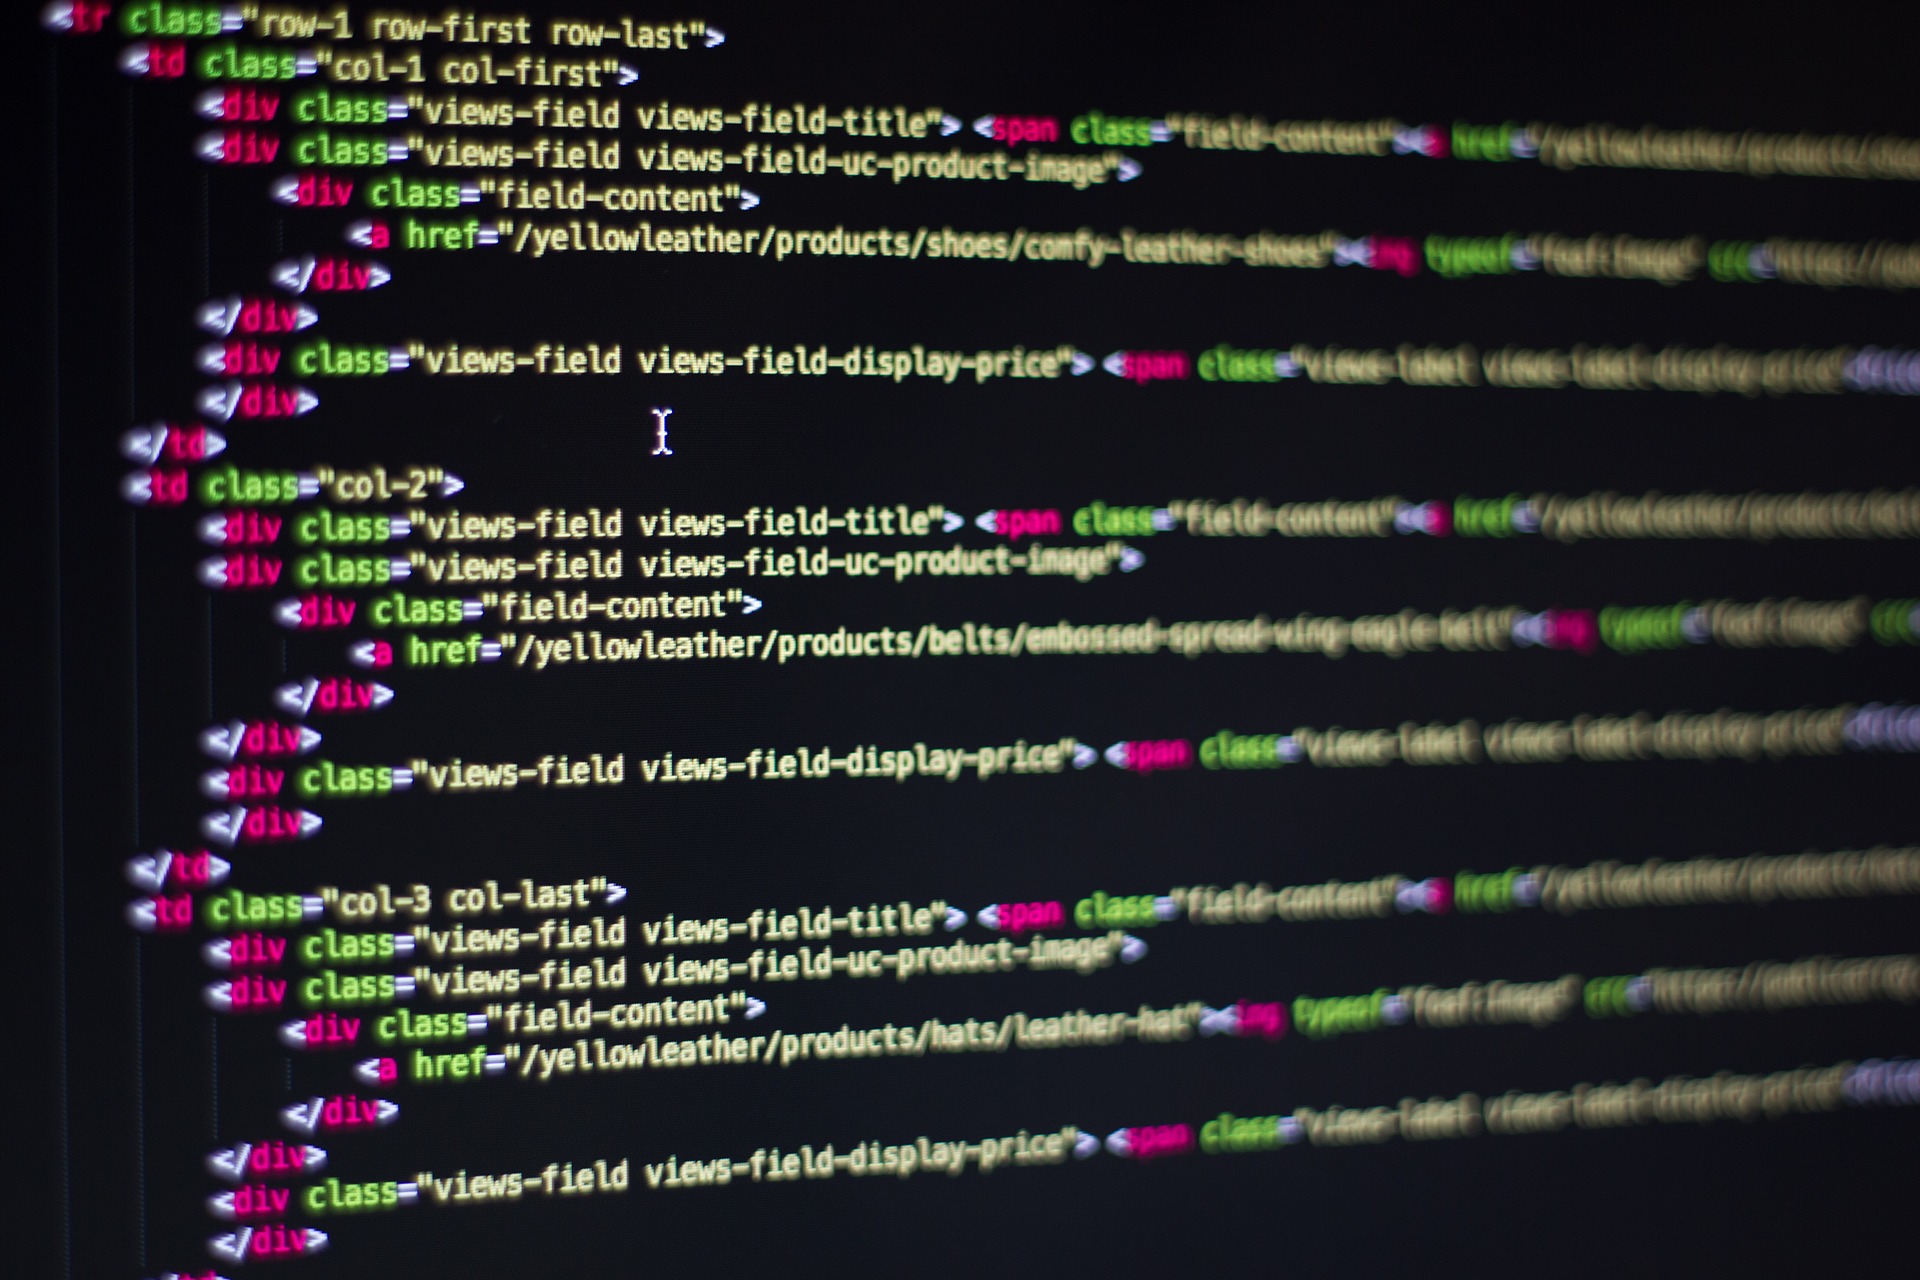 <tr class="row-1 row-first row-last">
<td class="col-1 col-first">
<div class="views-field views-field-title"> <span class="field-content"><a href="/yellowleather/products/
<div class="views-field views-field-uc-product-image">
<div class="field-content">
<a href="/yellowleather/products/shoes/comfy-leather-shoes"><img typeof="foaf:Image" src="https://
</div>
</div>
<div class="views-field views-field-display-price"> <span class="views-label views-label-display-price">
</div>
</td>
<td class="col-2">
<div class="views-field views-field-title"> <span class="field-content"><a href="/yellowleather/products/
<div class="views-field views-field-uc-product-image">
<div class="field-content">
<a href="/yellowleather/products/belts/embossed-spread-wing-eagle-belt"><img typeof="foaf:Image"
</div>
</div>
<div class="views-field views-field-display-price"> <span class="views-label views-label-display-price">
</div>
</td>
<td class="col-3 col-last">
<div class="views-field views-field-title"> <span class="field-content"><a href="/yellowleather/products/
<div class="views-field views-field-uc-product-image">
<div class="field-content">
<a href="/yellowleather/products/hats/leather-hat"><img typeof="foaf:Image" src="https://
</div>
</div>
<div class="views-field views-field-display-price"> <span class="views-label views-label-display-price">
</div>